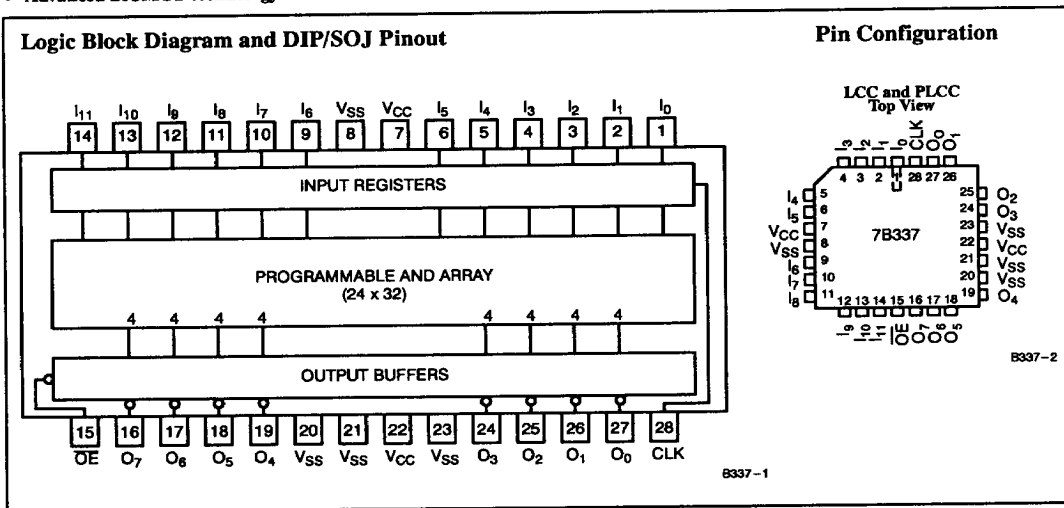 Logic Block Diagram and DIP/SOJ Pinout
Pin Configuration
I11 I10 I9 I8 I7 I6 VSS VCC I5 I4 I3 I2 I1 I0
14 13 12 11 10 9 8 7 6 5 4 3 2 1
INPUT REGISTERS
PROGRAMMABLE AND ARRAY
(24 x 32)
4 4 4 4 4 4 4 4
OUTPUT BUFFERS
15 16 17 18 19 20 21 22 23 24 25 26 27 28
OE O7 O6 O5 O4 VSS VSS VCC VSS O3 O2 O1 O0 CLK
B337-1
LCC and PLCC
Top View
I3 I2 I1 I0 CLK O0 O1
4 3 2 1 28 27 26
I4 5 25 O2
I5 6 24 O3
VCC 7 23 VSS
VSS 8 22 VCC
I6 9 21 VSS
I7 10 20 VSS
I8 11 19 O4
7B337
12 13 14 15 16 17 18
I9 I10 I11 OE O7 O6 O5
B337-2